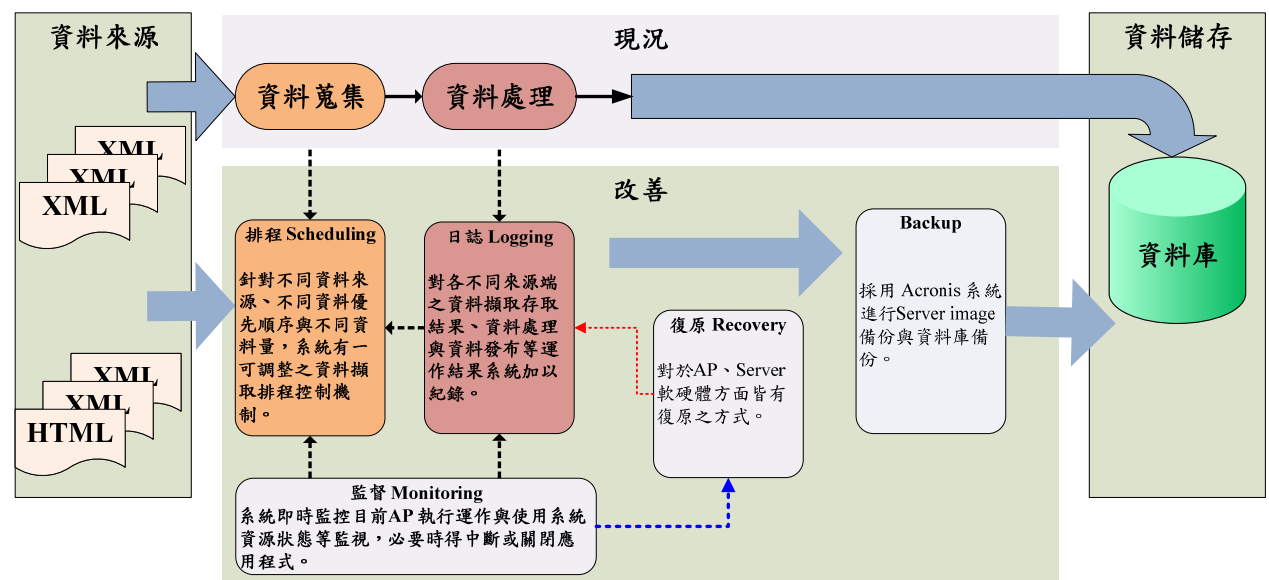 資料來源
XML
XML
XML
XML
XML
HTML
現況
資料蒐集
資料處理
改善
排程 Scheduling
針對不同資料來
源、不同資料優
先順序與不同資
料量，系統有一
可調整之資料擷
取排程控制機
制。
日誌 Logging
對各不同來源端
之資料擷取存取
結果、資料處理
與資料發布等運
作結果系統加以
紀錄。
復原 Recovery
對於AP、Server
軟硬體方面皆有
復原之方式。
Backup
採用 Acronis 系統
進行Server image
備份與資料庫備
份。
監督 Monitoring
系統即時監控目前AP 執行運作與使用系統
資源狀態等監視，必要時得中斷或關閉應
用程式。
資料儲存
資料庫